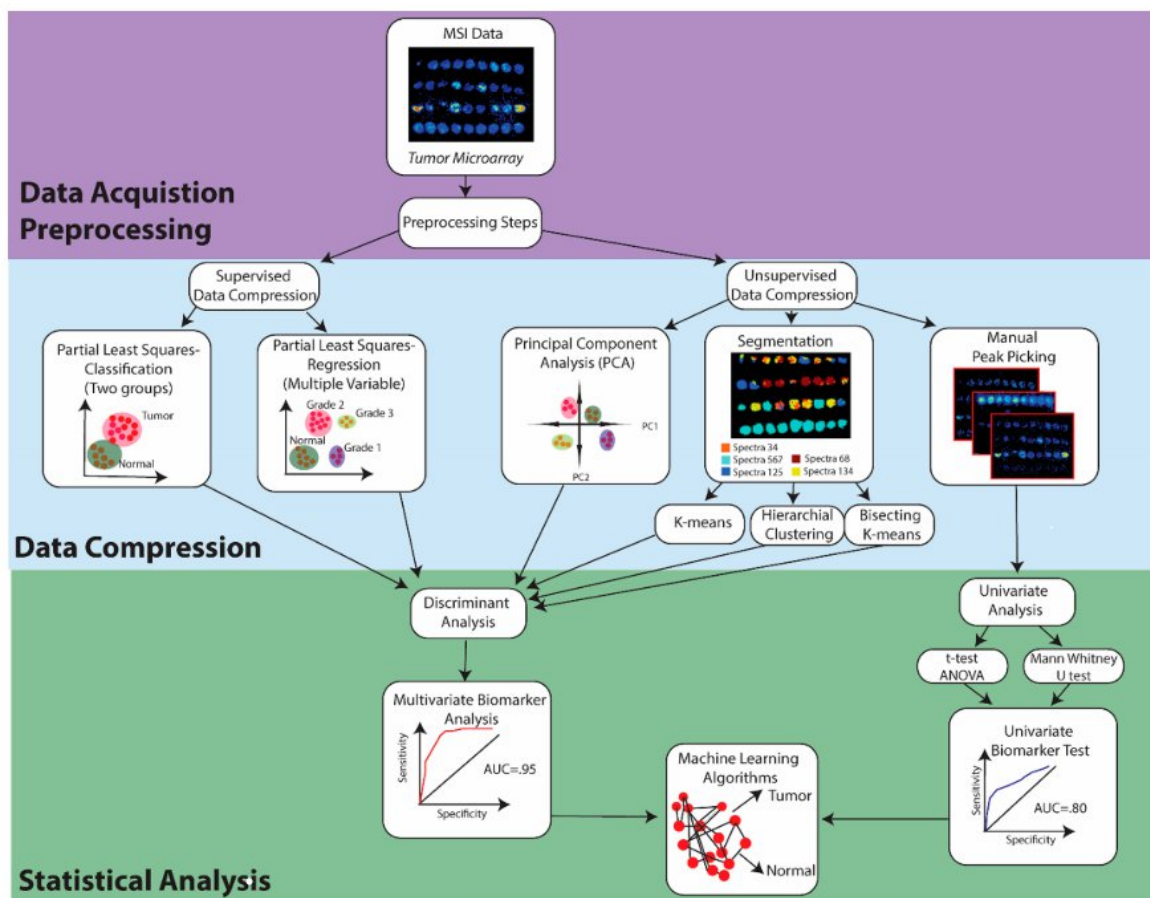 MSI Data
Tumor Microarray
Data Acquistion
Preprocessing
Preprocessing Steps
Supervised
Data Compression
Unsupervised
Data Compression
Partial Least Squares-
Classification
(Two groups)
Tumor
Normal
Partial Least Squares-
Regression
(Multiple Variable)
Grade 2
Grade 3
Normal
Grade 1
Principal Component
Analysis (PCA)
PC1
PC2
Segmentation
Spectra 34
Spectra 567
Spectra 68
Spectra 125
Spectra 134
Manual
Peak Picking
K-means
Hierarchial
Clustering
Bisecting
K-means
Data Compression
Discriminant
Analysis
Univariate
Analysis
t-test
ANOVA
Mann Whitney
U test
Multivariate Biomarker
Analysis
Sensitivity
AUC=.95
Specificity
Machine Learning
Algorithms
Tumor
Normal
Univariate
Biomarker Test
Sensitivity
AUC=.80
Specificity
Statistical Analysis